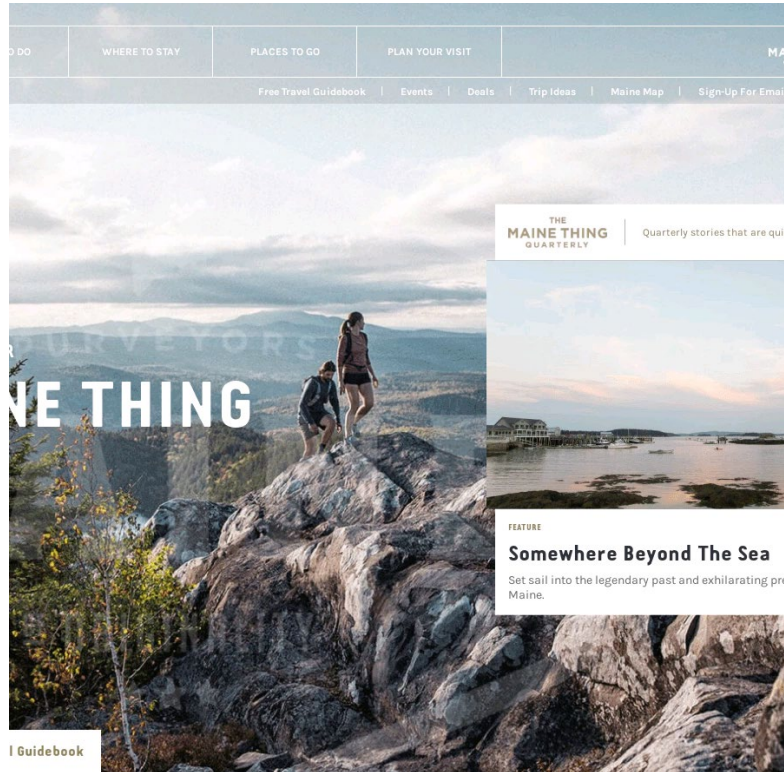 O DO
WHERE TO STAY
PLACES TO GO
PLAN YOUR VISIT
MA
Free Travel Guidebook
Events
Deals
Trip Ideas
Maine Map
Sign-Up For Emai
THE
MAINE THING
QUARTERLY
Quarterly stories that are qui
URVEYORS
R
NE THING
FEATURE
Somewhere Beyond The Sea
Set sail into the legendary past and exhilarating pre
Maine.
l Guidebook